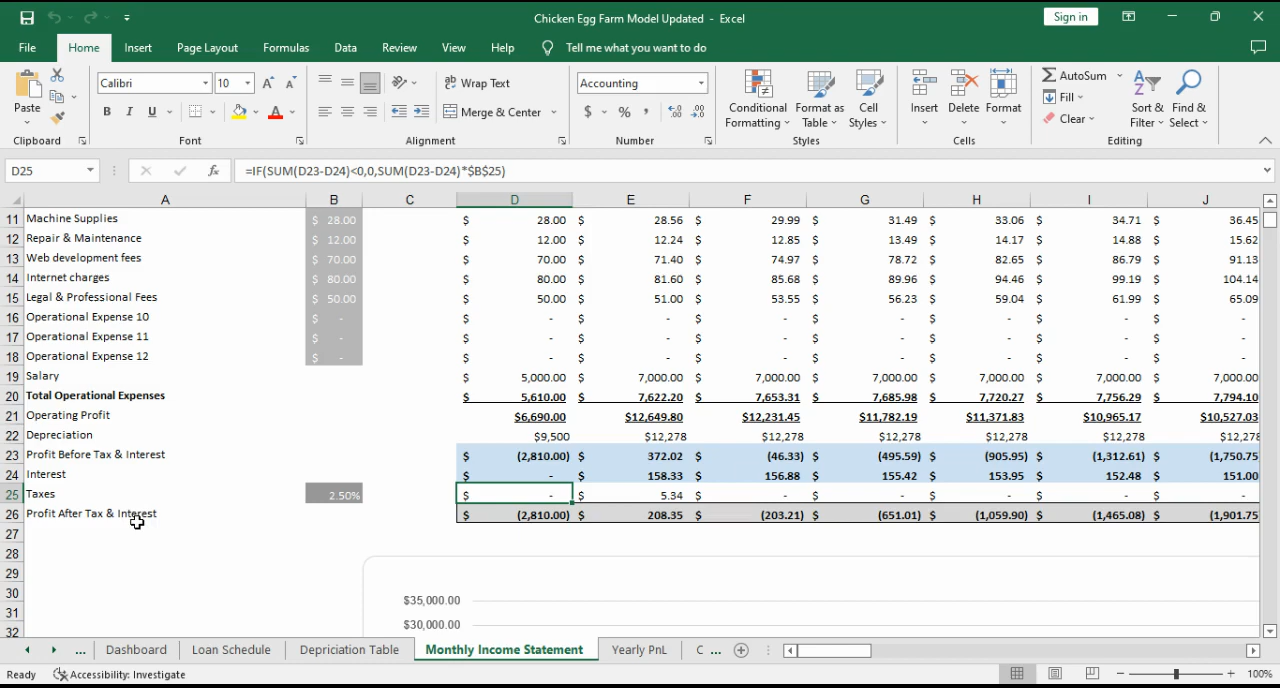 Chicken Egg Farm Model Updated - Excel
Sign in
File Home Insert Page Layout Formulas Data Review View Help Tell me what you want to do
Calibri 10 Wrap Text Accounting AutoSum
Paste B I U Merge & Center $ % , Conditional Formatting Format as Table Cell Styles Insert Delete Format Fill Clear Sort & Filter Find & Select
Clipboard Font Alignment Number Styles Cells Editing
D25 fx =IF(SUM(D23-D24)<0,0,SUM(D23-D24)*$B$25)
A B C D E F G H I J
11 Machine Supplies $ 28.00 $ 28.00 $ 28.56 $ 29.99 $ 31.49 $ 33.06 $ 34.71 $ 36.45
12 Repair & Maintenance $ 12.00 $ 12.00 $ 12.24 $ 12.85 $ 13.49 $ 14.17 $ 14.88 $ 15.62
13 Web development fees $ 70.00 $ 70.00 $ 71.40 $ 74.97 $ 78.72 $ 82.65 $ 86.79 $ 91.13
14 Internet charges $ 80.00 $ 80.00 $ 81.60 $ 85.68 $ 89.96 $ 94.46 $ 99.19 $ 104.14
15 Legal & Professional Fees $ 50.00 $ 50.00 $ 51.00 $ 53.55 $ 56.23 $ 59.04 $ 61.99 $ 65.09
16 Operational Expense 10 $ - $ - $ - $ - $ - $ - $ - $ -
17 Operational Expense 11 $ - $ - $ - $ - $ - $ - $ - $ -
18 Operational Expense 12 $ - $ - $ - $ - $ - $ - $ - $ -
19 Salary $ 5,000.00 $ 7,000.00 $ 7,000.00 $ 7,000.00 $ 7,000.00 $ 7,000.00 $ 7,000.00
20 Total Operational Expenses $ 5,610.00 $ 7,622.20 $ 7,653.31 $ 7,685.98 $ 7,720.27 $ 7,756.29 $ 7,794.10
21 Operating Profit $6,690.00 $12,649.80 $12,231.45 $11,782.19 $11,371.83 $10,965.17 $10,527.03
22 Depreciation $9,500 $12,278 $12,278 $12,278 $12,278 $12,278 $12,278
23 Profit Before Tax & Interest $ (2,810.00) $ 372.02 $ (46.33) $ (495.59) $ (905.95) $ (1,312.61) $ (1,750.75
24 Interest $ - $ 158.33 $ 156.88 $ 155.42 $ 153.95 $ 152.48 $ 151.00
25 Taxes 2.50% $ - $ 5.34 $ - $ - $ - $ - $ -
26 Profit After Tax & Interest $ (2,810.00) $ 208.35 $ (203.21) $ (651.01) $ (1,059.90) $ (1,465.08) $ (1,901.75
27
28
29
30 $35,000.00
31 $30,000.00
32
... Dashboard Loan Schedule Depriciation Table Monthly Income Statement Yearly PnL C ...
Ready Accessibility: Investigate 100%